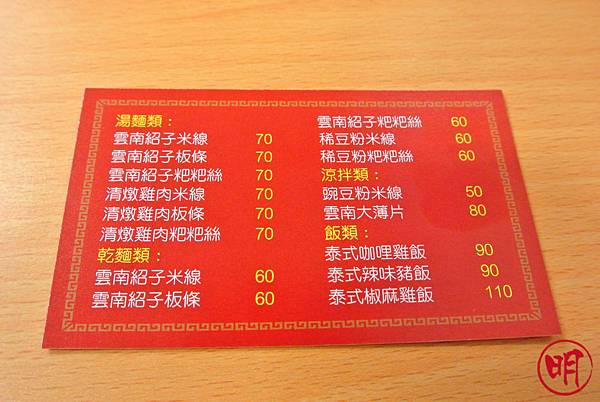 湯麵類：
雲南紹子米線 70
雲南紹子板條 70
雲南紹子粑粑絲 70
清燉雞肉米線 70
清燉雞肉板條 70
清燉雞肉粑粑絲 70
乾麵類：
雲南紹子米線 60
雲南紹子板條 60
雲南紹子粑粑絲 60
稀豆粉米線 60
稀豆粉粑粑絲 60
涼拌類：
豌豆粉米線 50
雲南大薄片 80
飯類：
泰式咖哩雞飯 90
泰式辣味豬飯 90
泰式椒麻雞飯 110
明